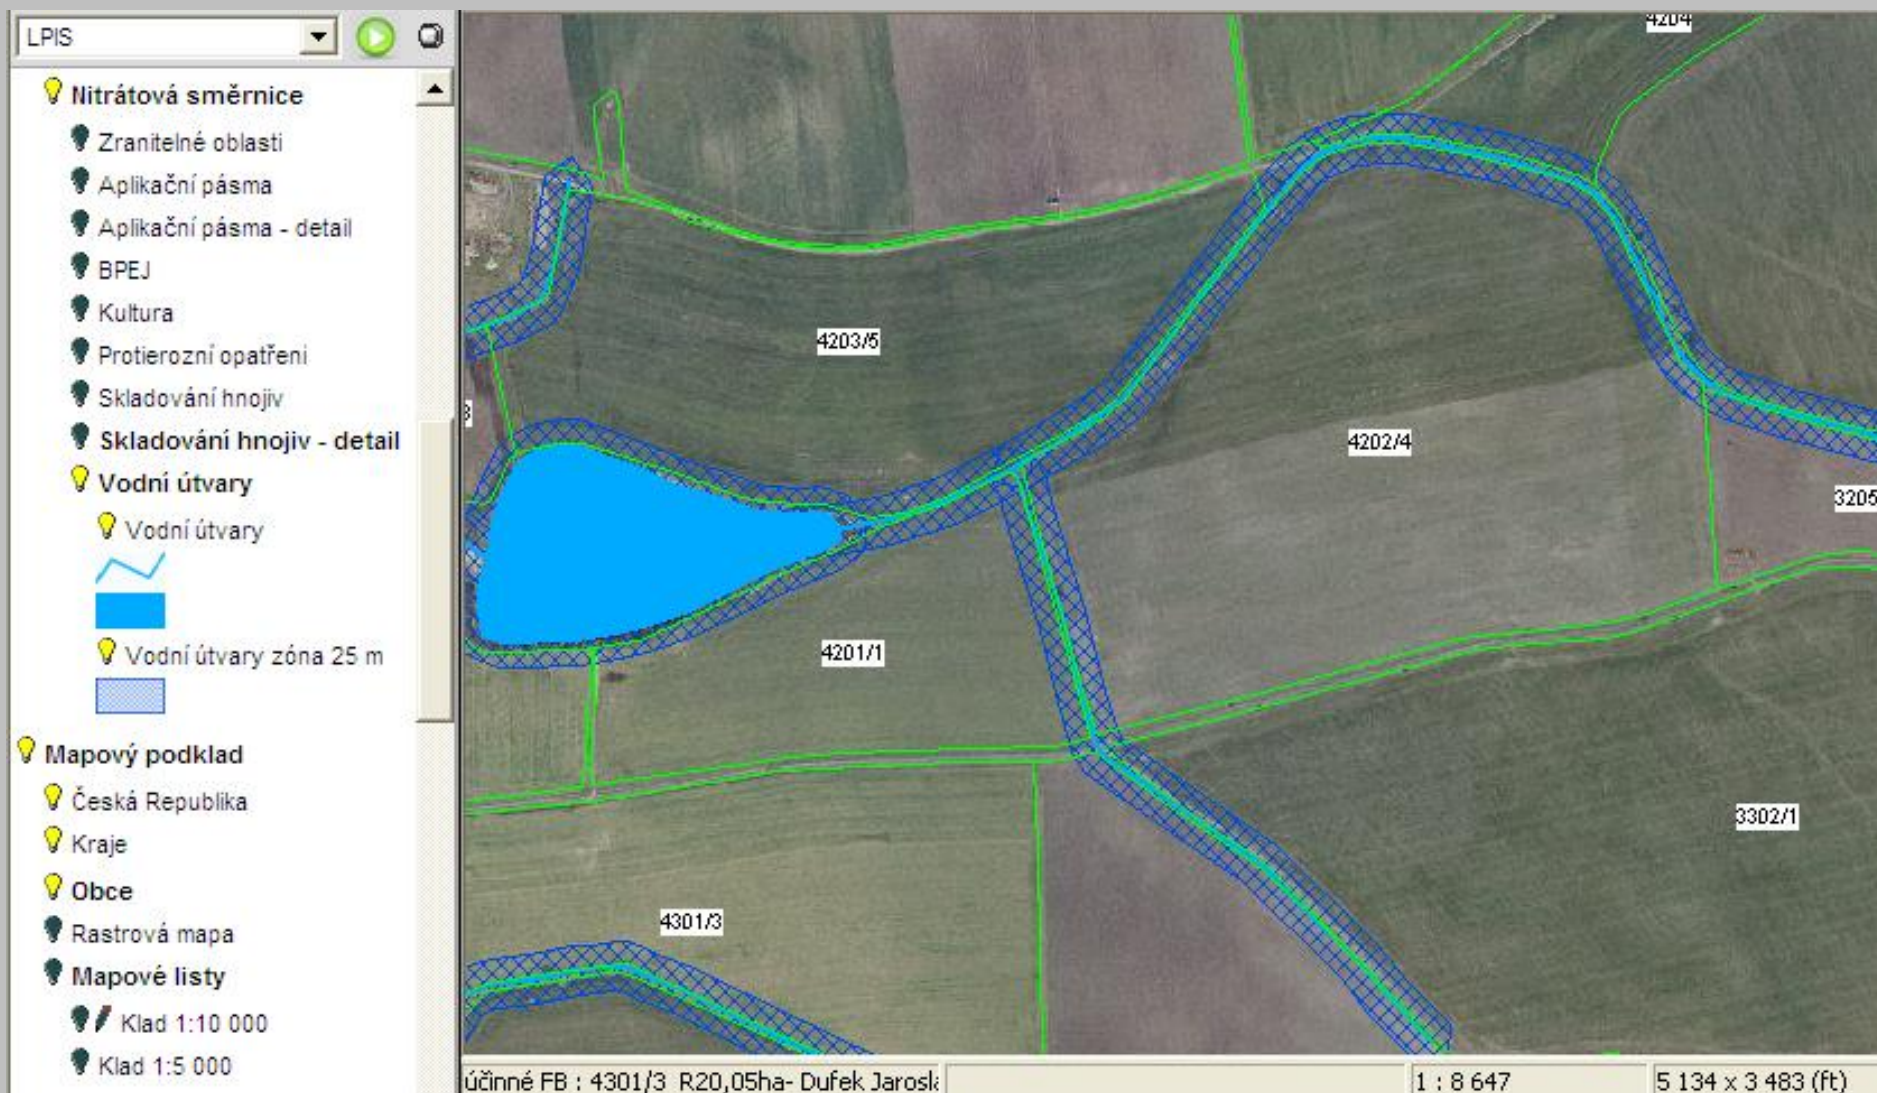 LPIS
Nitrátová směrnice
Zranitelné oblasti
Aplikační pásma
Aplikační pásma - detail
BPEJ
Kultura
Protierozní opatření
Skladování hnojiv
Skladování hnojiv - detail
Vodní útvary
Vodní útvary
Vodní útvary zóna 25 m
Mapový podklad
Česká Republika
Kraje
Obce
Rastrová mapa
Mapové listy
Klad 1:10 000
Klad 1:5 000
4204
4203/5
4202/4
3205
4201/1
3302/1
4301/3
účinné FB : 4301/3 R20,05ha- Dufek Jarosla
1 : 8 647
5 134 x 3 483 (ft)